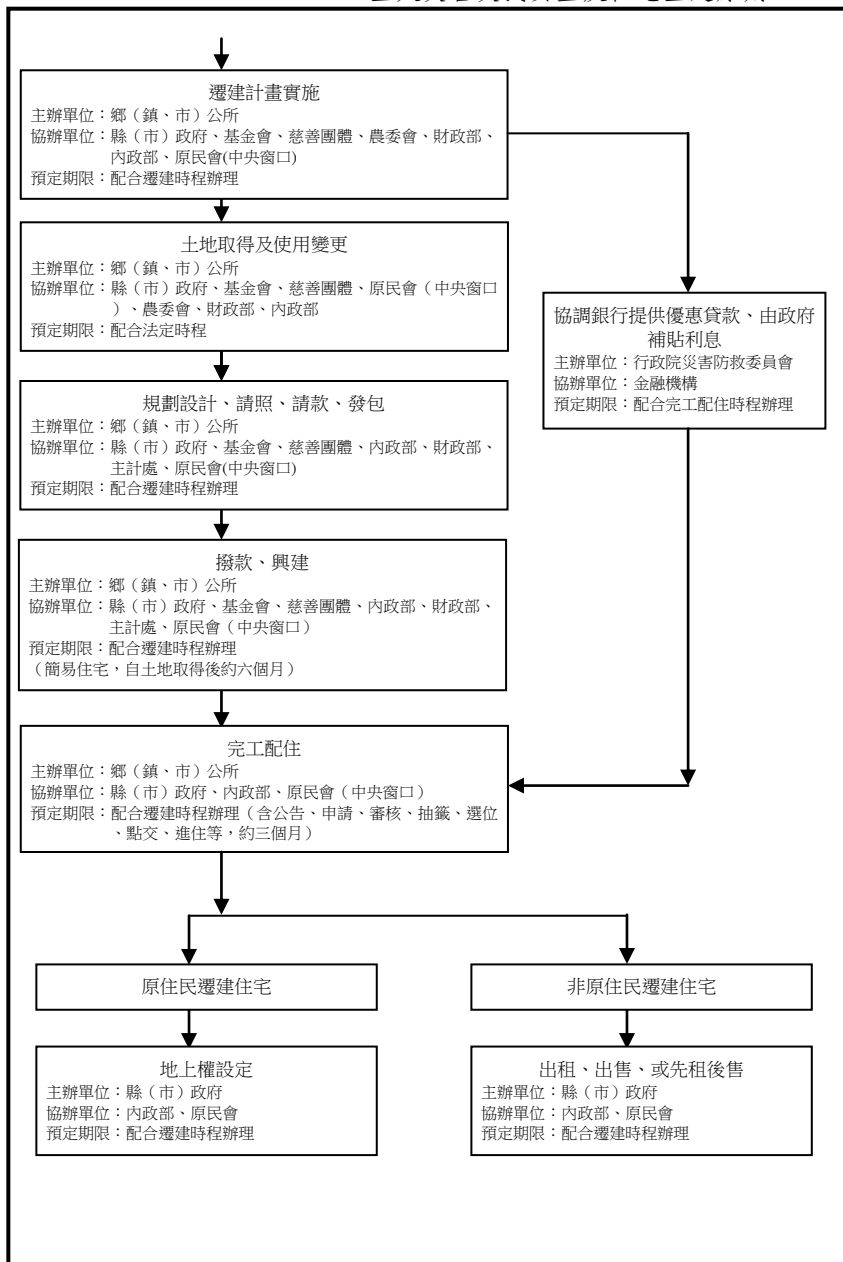 遷建計畫實施
主辦單位：鄉（鎮、市）公所
協辦單位：縣（市）政府、基金會、慈善團體、農委會、財政部、
內政部、原民會(中央窗口)
預定期限：配合遷建時程辦理
土地取得及使用變更
主辦單位：鄉（鎮、市）公所
協辦單位：縣（市）政府、基金會、慈善團體、原民會（中央窗口
）、農委會、財政部、內政部
預定期限：配合法定時程
協調銀行提供優惠貸款、由政府
補貼利息
主辦單位：行政院災害防救委員會
協辦單位：金融機構
預定期限：配合完工配住時程辦理
規劃設計、請照、請款、發包
主辦單位：鄉（鎮、市）公所
協辦單位：縣（市）政府、基金會、慈善團體、內政部、財政部、
主計處、原民會(中央窗口)
預定期限：配合遷建時程辦理
撥款、興建
主辦單位：鄉（鎮、市）公所
協辦單位：縣（市）政府、基金會、慈善團體、內政部、財政部、
主計處、原民會（中央窗口）
預定期限：配合遷建時程辦理
（簡易住宅，自土地取得後約六個月）
完工配住
主辦單位：鄉（鎮、市）公所
協辦單位：縣（市）政府、內政部、原民會（中央窗口）
預定期限：配合遷建時程辦理（含公告、申請、審核、抽籤、選位
、點交、進住等，約三個月）
原住民遷建住宅
非原住民遷建住宅
地上權設定
主辦單位：縣（市）政府
協辦單位：內政部、原民會
預定期限：配合遷建時程辦理
出租、出售、或先租後售
主辦單位：縣（市）政府
協辦單位：內政部、原民會
預定期限：配合遷建時程辦理